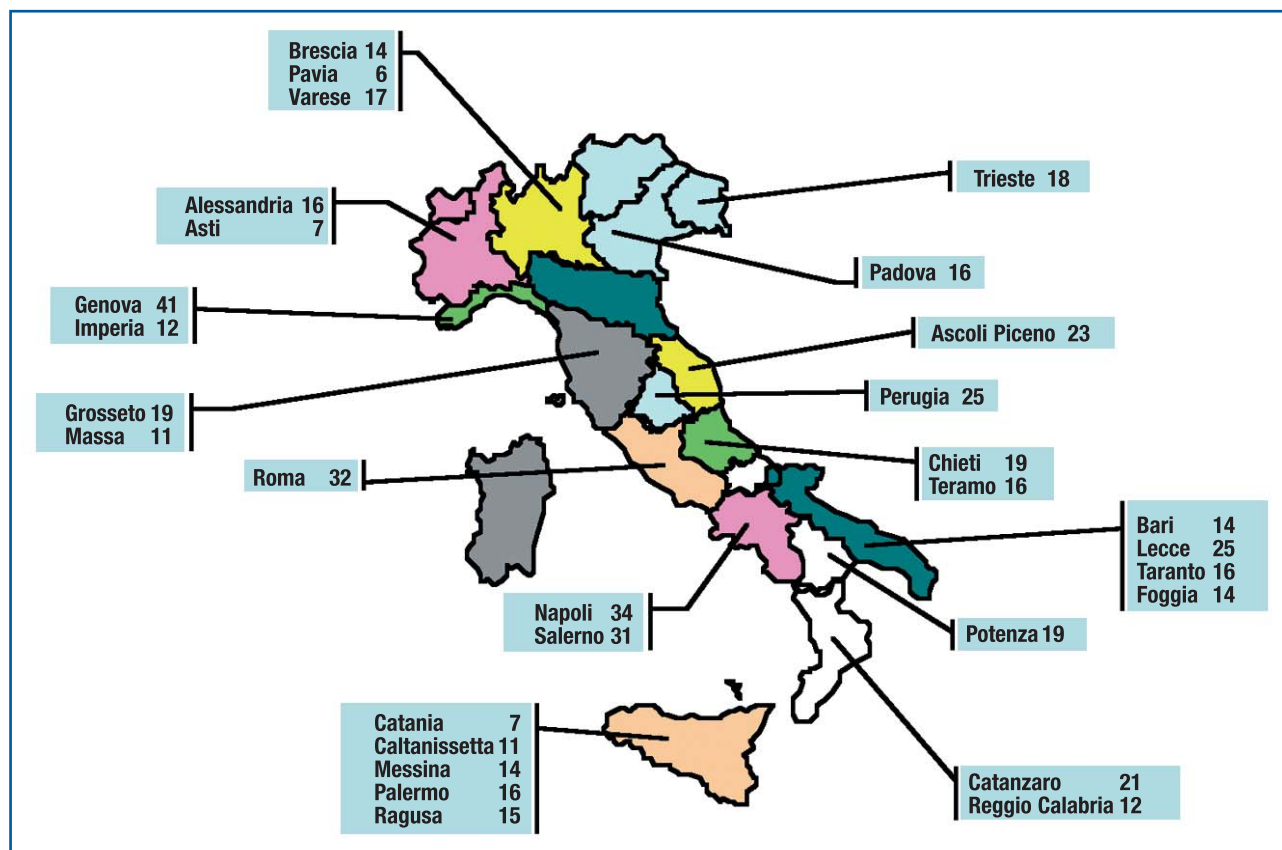 Brescia 14
Pavia 6
Varese 17
Trieste 18
Alessandria 16
Asti 7
Padova 16
Genova 41
Imperia 12
Ascoli Piceno 23
Perugia 25
Grosseto 19
Massa 11
Roma 32
Chieti 19
Teramo 16
Bari 14
Lecce 25
Taranto 16
Foggia 14
Napoli 34
Salerno 31
Potenza 19
Catania 7
Caltanissetta 11
Messina 14
Palermo 16
Ragusa 15
Catanzaro 21
Reggio Calabria 12